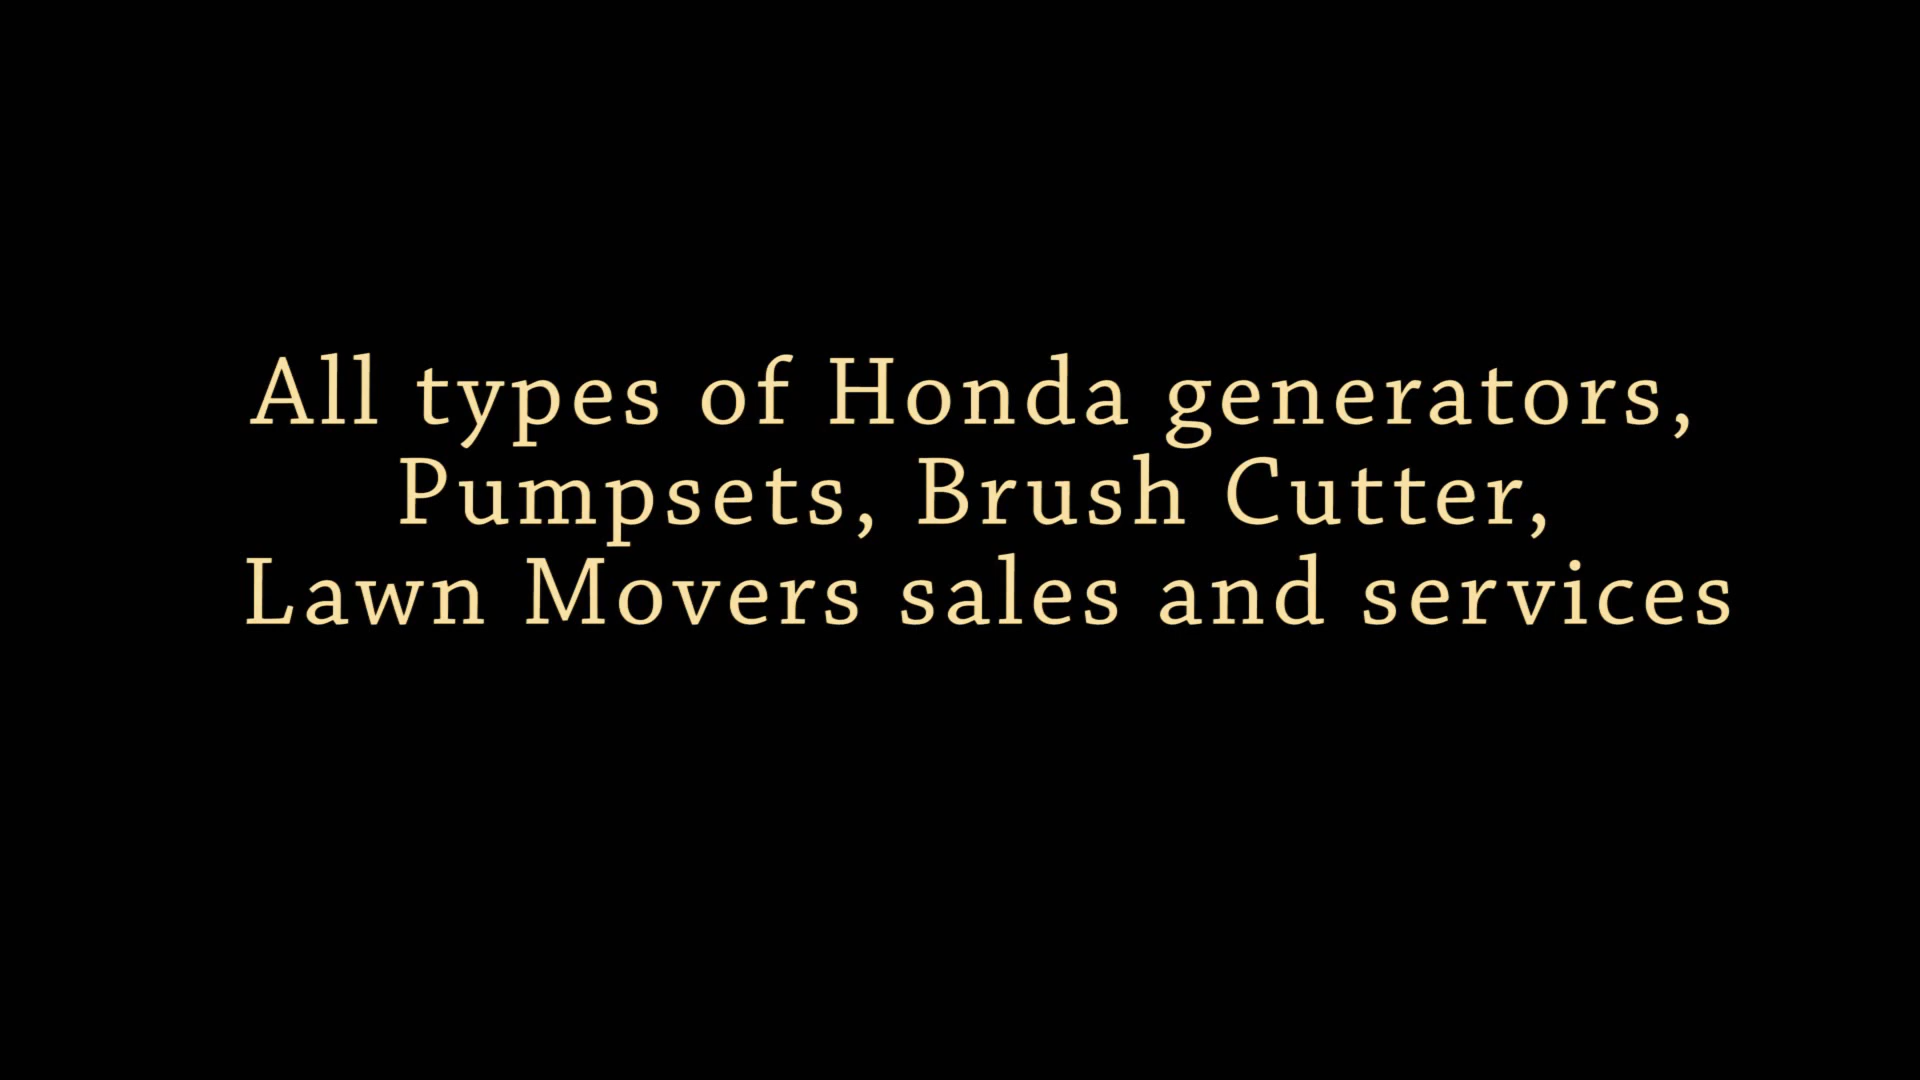 All types of Honda generators,
Pumpsets, Brush Cutter,
Lawn Movers sales and services